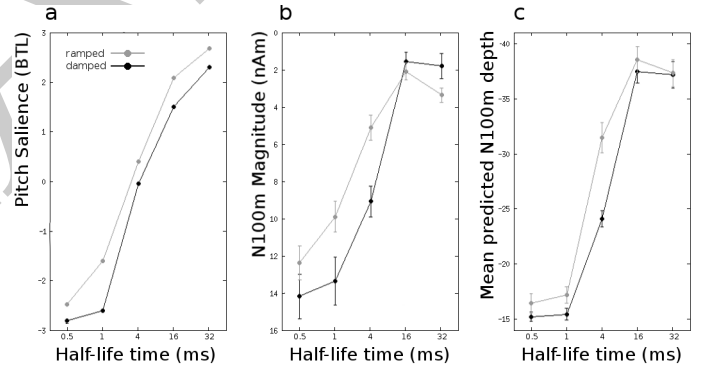 a
b
c
Pitch Salience (BTL)
3
2
1
0
−1
−2
−3
ramped
damped
0.5 1 4 16 32
Half-life time (ms)
N100m Magnitude (nAm)
0
2
4
6
8
10
12
14
16
0.5 1 4 16 32
Half-life time (ms)
Mean predicted N100m depth
-40
-35
-30
-25
-20
-15
0.5 1 4 16 32
Half-life time (ms)